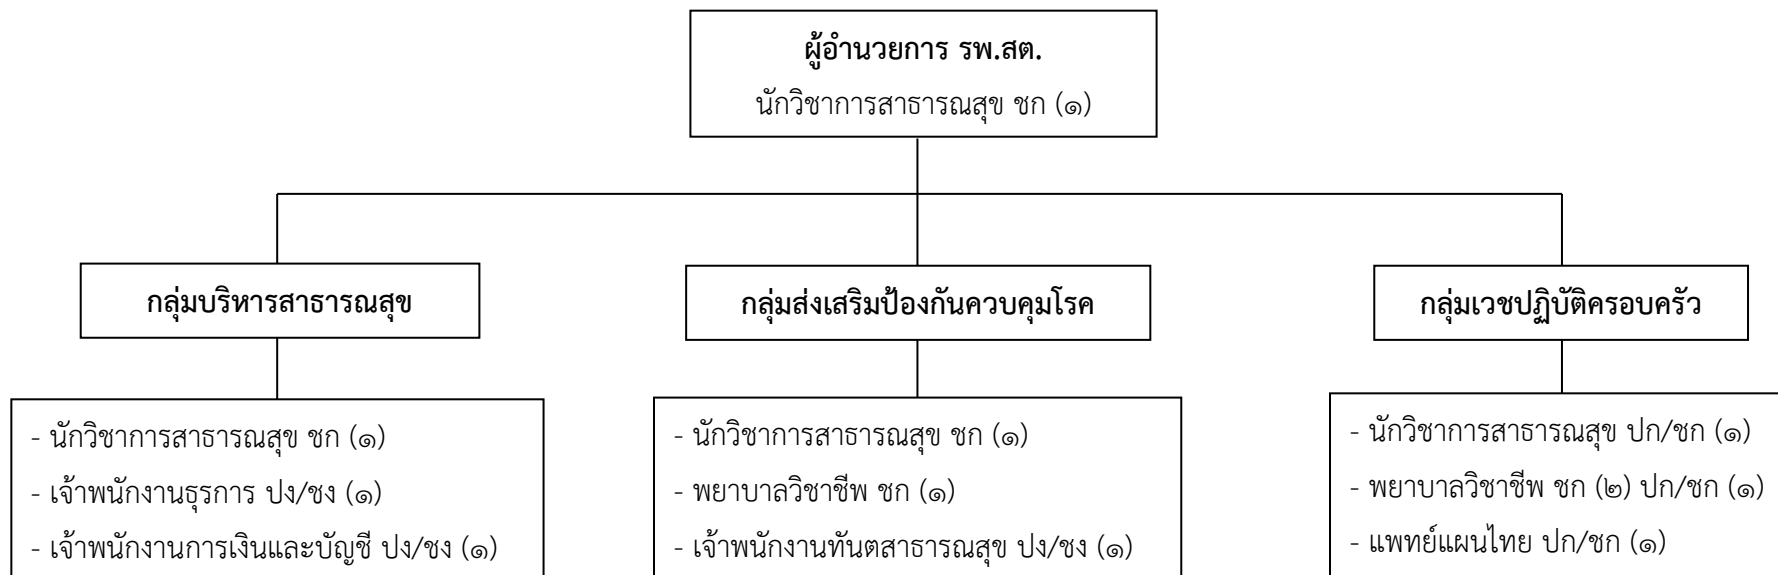 ผู้อำนวยการ รพ.สต.
นักวิชาการสาธารณสุข ชก (๑)
กลุ่มบริหารสาธารณสุข
กลุ่มส่งเสริมป้องกันควบคุมโรค
กลุ่มเวชปฏิบัติครอบครัว
- นักวิชาการสาธารณสุข ชก (๑)
- เจ้าพนักงานธุรการ ปง/ชง (๑)
- เจ้าพนักงานการเงินและบัญชี ปง/ชง (๑)
- นักวิชาการสาธารณสุข ชก (๑)
- พยาบาลวิชาชีพ ชก (๑)
- เจ้าพนักงานทันตสาธารณสุข ปง/ชง (๑)
- นักวิชาการสาธารณสุข ปก/ชก (๑)
- พยาบาลวิชาชีพ ชก (๒) ปก/ชก (๑)
- แพทย์แผนไทย ปก/ชก (๑)